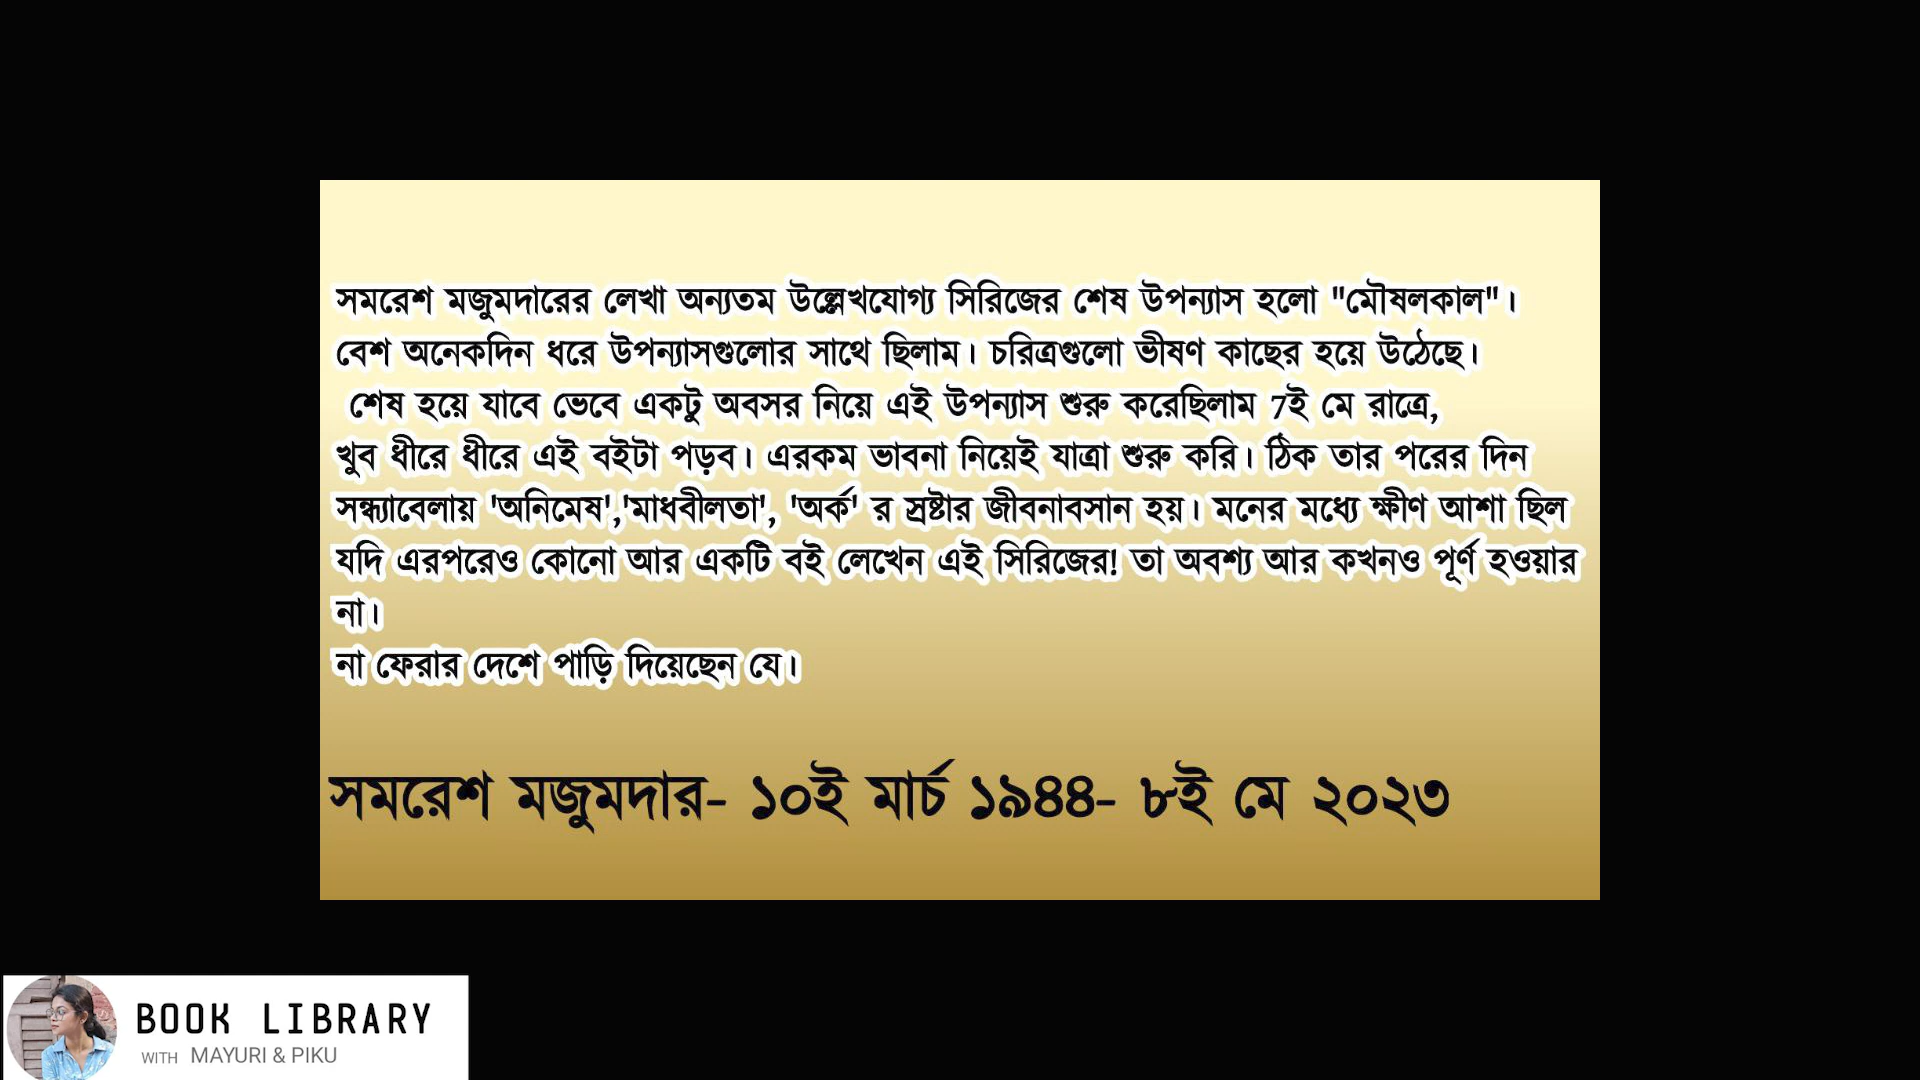 সমরেশ মজুমদারের লেখা অন্যতম উল্লেখযোগ্য সিরিজের শেষ উপন্যাস হলো "মৌষলকাল"।
বেশ অনেকদিন ধরে উপন্যাসগুলোর সাথে ছিলাম। চরিত্রগুলো ভীষণ কাছের হয়ে উঠেছে।
শেষ হয়ে যাবে ভেবে একটু অবসর নিয়ে এই উপন্যাস শুরু করেছিলাম 7ই মে রাত্রে,
খুব ধীরে ধীরে এই বইটা পড়ব। এরকম ভাবনা নিয়েই যাত্রা শুরু করি। ঠিক তার পরের দিন
সন্ধ্যাবেলায় 'অনিমেষ','মাধবীলতা', 'অর্ক' র স্রষ্টার জীবনাবসান হয়। মনের মধ্যে ক্ষীণ আশা ছিল
যদি এরপরেও কোনো আর একটি বই লেখেন এই সিরিজের! তা অবশ্য আর কখনও পূর্ণ হওয়ার
না।
না ফেরার দেশে পাড়ি দিয়েছেন যে।
সমরেশ মজুমদার- ১০ই মার্চ ১৯৪৪- ৮ই মে ২০২৩
BOOK LIBRARY
WITH MAYURI & PIKU